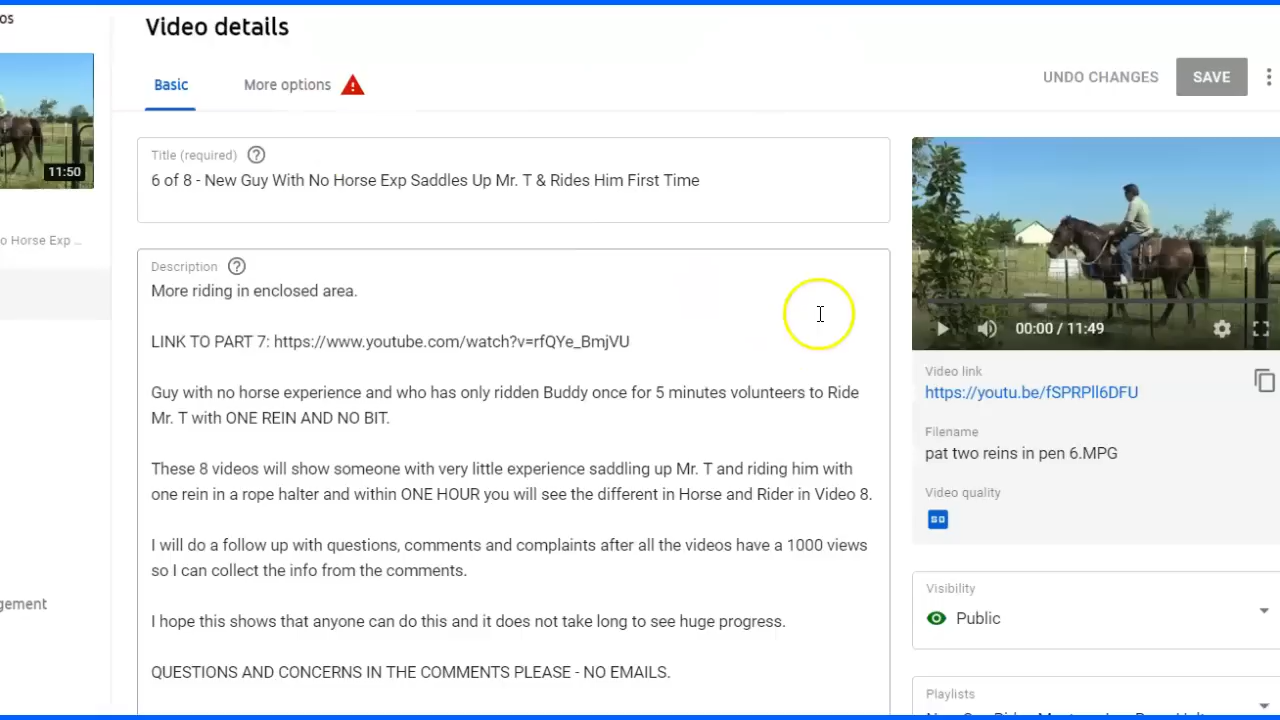 os
Video details
Basic
More options
UNDO CHANGES
SAVE
11:50
Title (required)
6 of 8 - New Guy With No Horse Exp Saddles Up Mr. T & Rides Him First Time
o Horse Exp ...
Description
More riding in enclosed area.
LINK TO PART 7: https://www.youtube.com/watch?v=rfQYe_BmjVU
Guy with no horse experience and who has only ridden Buddy once for 5 minutes volunteers to Ride
Mr. T with ONE REIN AND NO BIT.
These 8 videos will show someone with very little experience saddling up Mr. T and riding him with
one rein in a rope halter and within ONE HOUR you will see the different in Horse and Rider in Video 8.
I will do a follow up with questions, comments and complaints after all the videos have a 1000 views
so I can collect the info from the comments.
I hope this shows that anyone can do this and it does not take long to see huge progress.
QUESTIONS AND CONCERNS IN THE COMMENTS PLEASE - NO EMAILS.
gement
00:00 / 11:49
Video link
https://youtu.be/fSPRPll6DFU
Filename
pat two reins in pen 6.MPG
Video quality
SD
Visibility
Public
Playlists